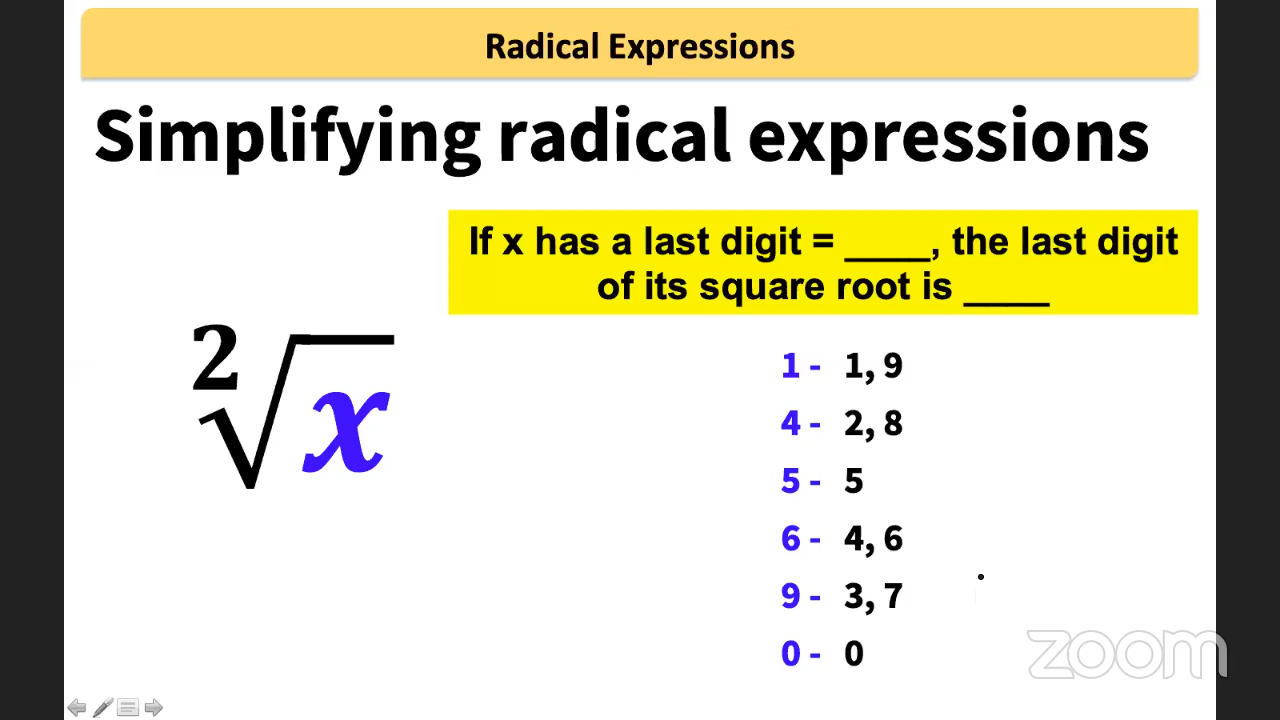 Radical Expressions
Simplifying radical expressions
If x has a last digit = ____, the last digit
of its square root is ____
2√x
1 - 1, 9
4 - 2, 8
5 - 5
6 - 4, 6
9 - 3, 7
0 - 0
zoom